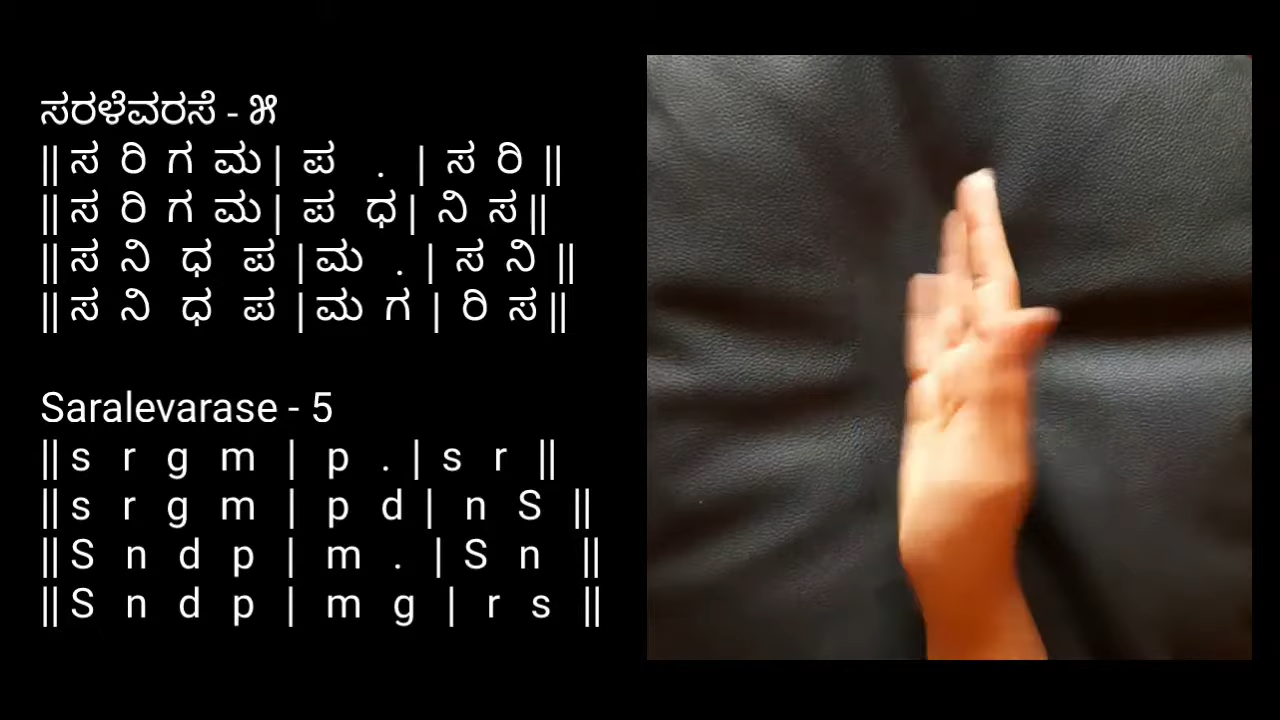 ಸರಳೆವರಸೆ - ೫
|| ಸ ರಿ ಗ ಮ | ಪ . | ಸ ರಿ ||
|| ಸ ರಿ ಗ ಮ | ಪ ಧ | ನಿ ಸ ||
|| ಸ ನಿ ಧ ಪ | ಮ . | ಸ ನಿ ||
|| ಸ ನಿ ಧ ಪ | ಮ ಗ | ರಿ ಸ ||
Saralevarase - 5
|| s r g m | p . | s r ||
|| s r g m | p d | n S ||
|| S n d p | m . | S n ||
|| S n d p | m g | r s ||